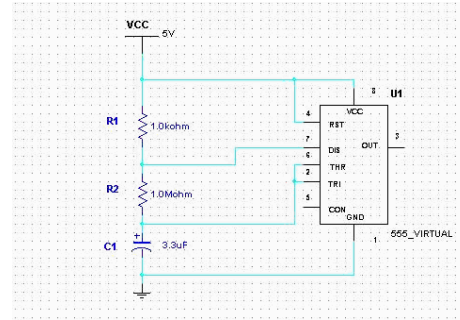 VCC
5V
R1
1.0kohm
R2
1.0Mohm
C1
+
3.3uF
8
U1
VCC
4
RST
7
DIS
OUT
3
6
THR
2
TRI
5
CON
GND
1
555_VIRTUAL